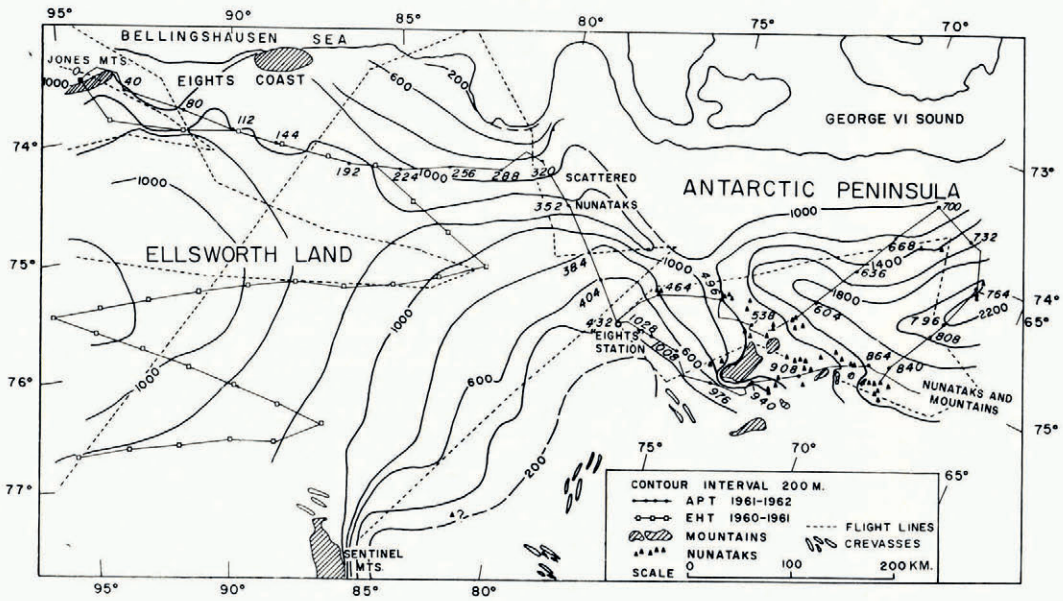 95° 90° 85° 80° 75° 70°
BELLINGSHAUSEN SEA
JONES MTS.
EIGHTS COAST
GEORGE VI SOUND
0 40 80 112 144 192 224 1000 256 288 320
1000
600
200
74°
73°
SCATTERED
NUNATAKS
352
ANTARCTIC PENINSULA
1000
1000
700
732
668
1400
636
ELLSWORTH LAND
75°
74°
65°
384
404
1000
464
496
1800
604
764
2200
796
808
538
432
1028
1008
EIGHTS
STATION
600
1000
1000
76°
600
976
940
908
864
840
NUNATAKS AND
MOUNTAINS
75°
200
77°
?
SENTINEL
MTS.
75° 70° 65°
CONTOUR INTERVAL 200 M.
APT 1961-1962
EHT 1960-1961
MOUNTAINS
NUNATAKS
FLIGHT LINES
CREVASSES
SCALE 0 100 200 KM.
95° 90° 85° 80°